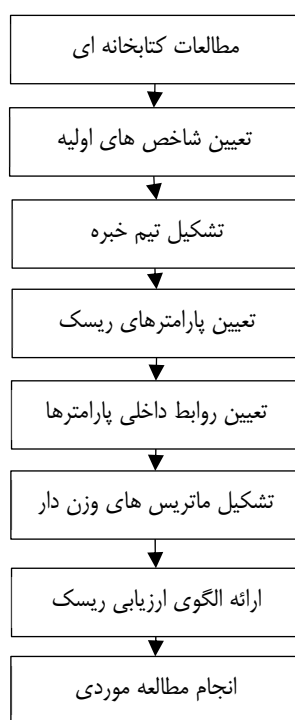 مطالعات کتابخانه ای
تعیین شاخص های اولیه
تشکیل تیم خبره
تعیین پارامترهای ریسک
تعیین روابط داخلی پارامترها
تشکیل ماتریس های وزن دار
ارائه الگوی ارزیابی ریسک
انجام مطالعه موردی